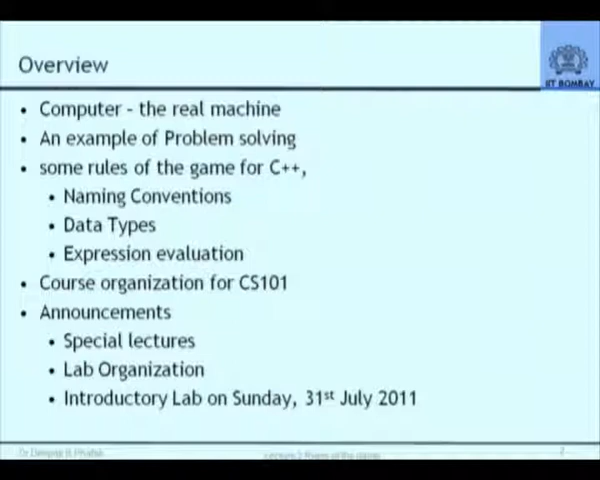 Overview
IIT BOMBAY
• Computer - the real machine
• An example of Problem solving
• some rules of the game for C++,
• Naming Conventions
• Data Types
• Expression evaluation
• Course organization for CS101
• Announcements
• Special lectures
• Lab Organization
• Introductory Lab on Sunday, 31st July 2011
2